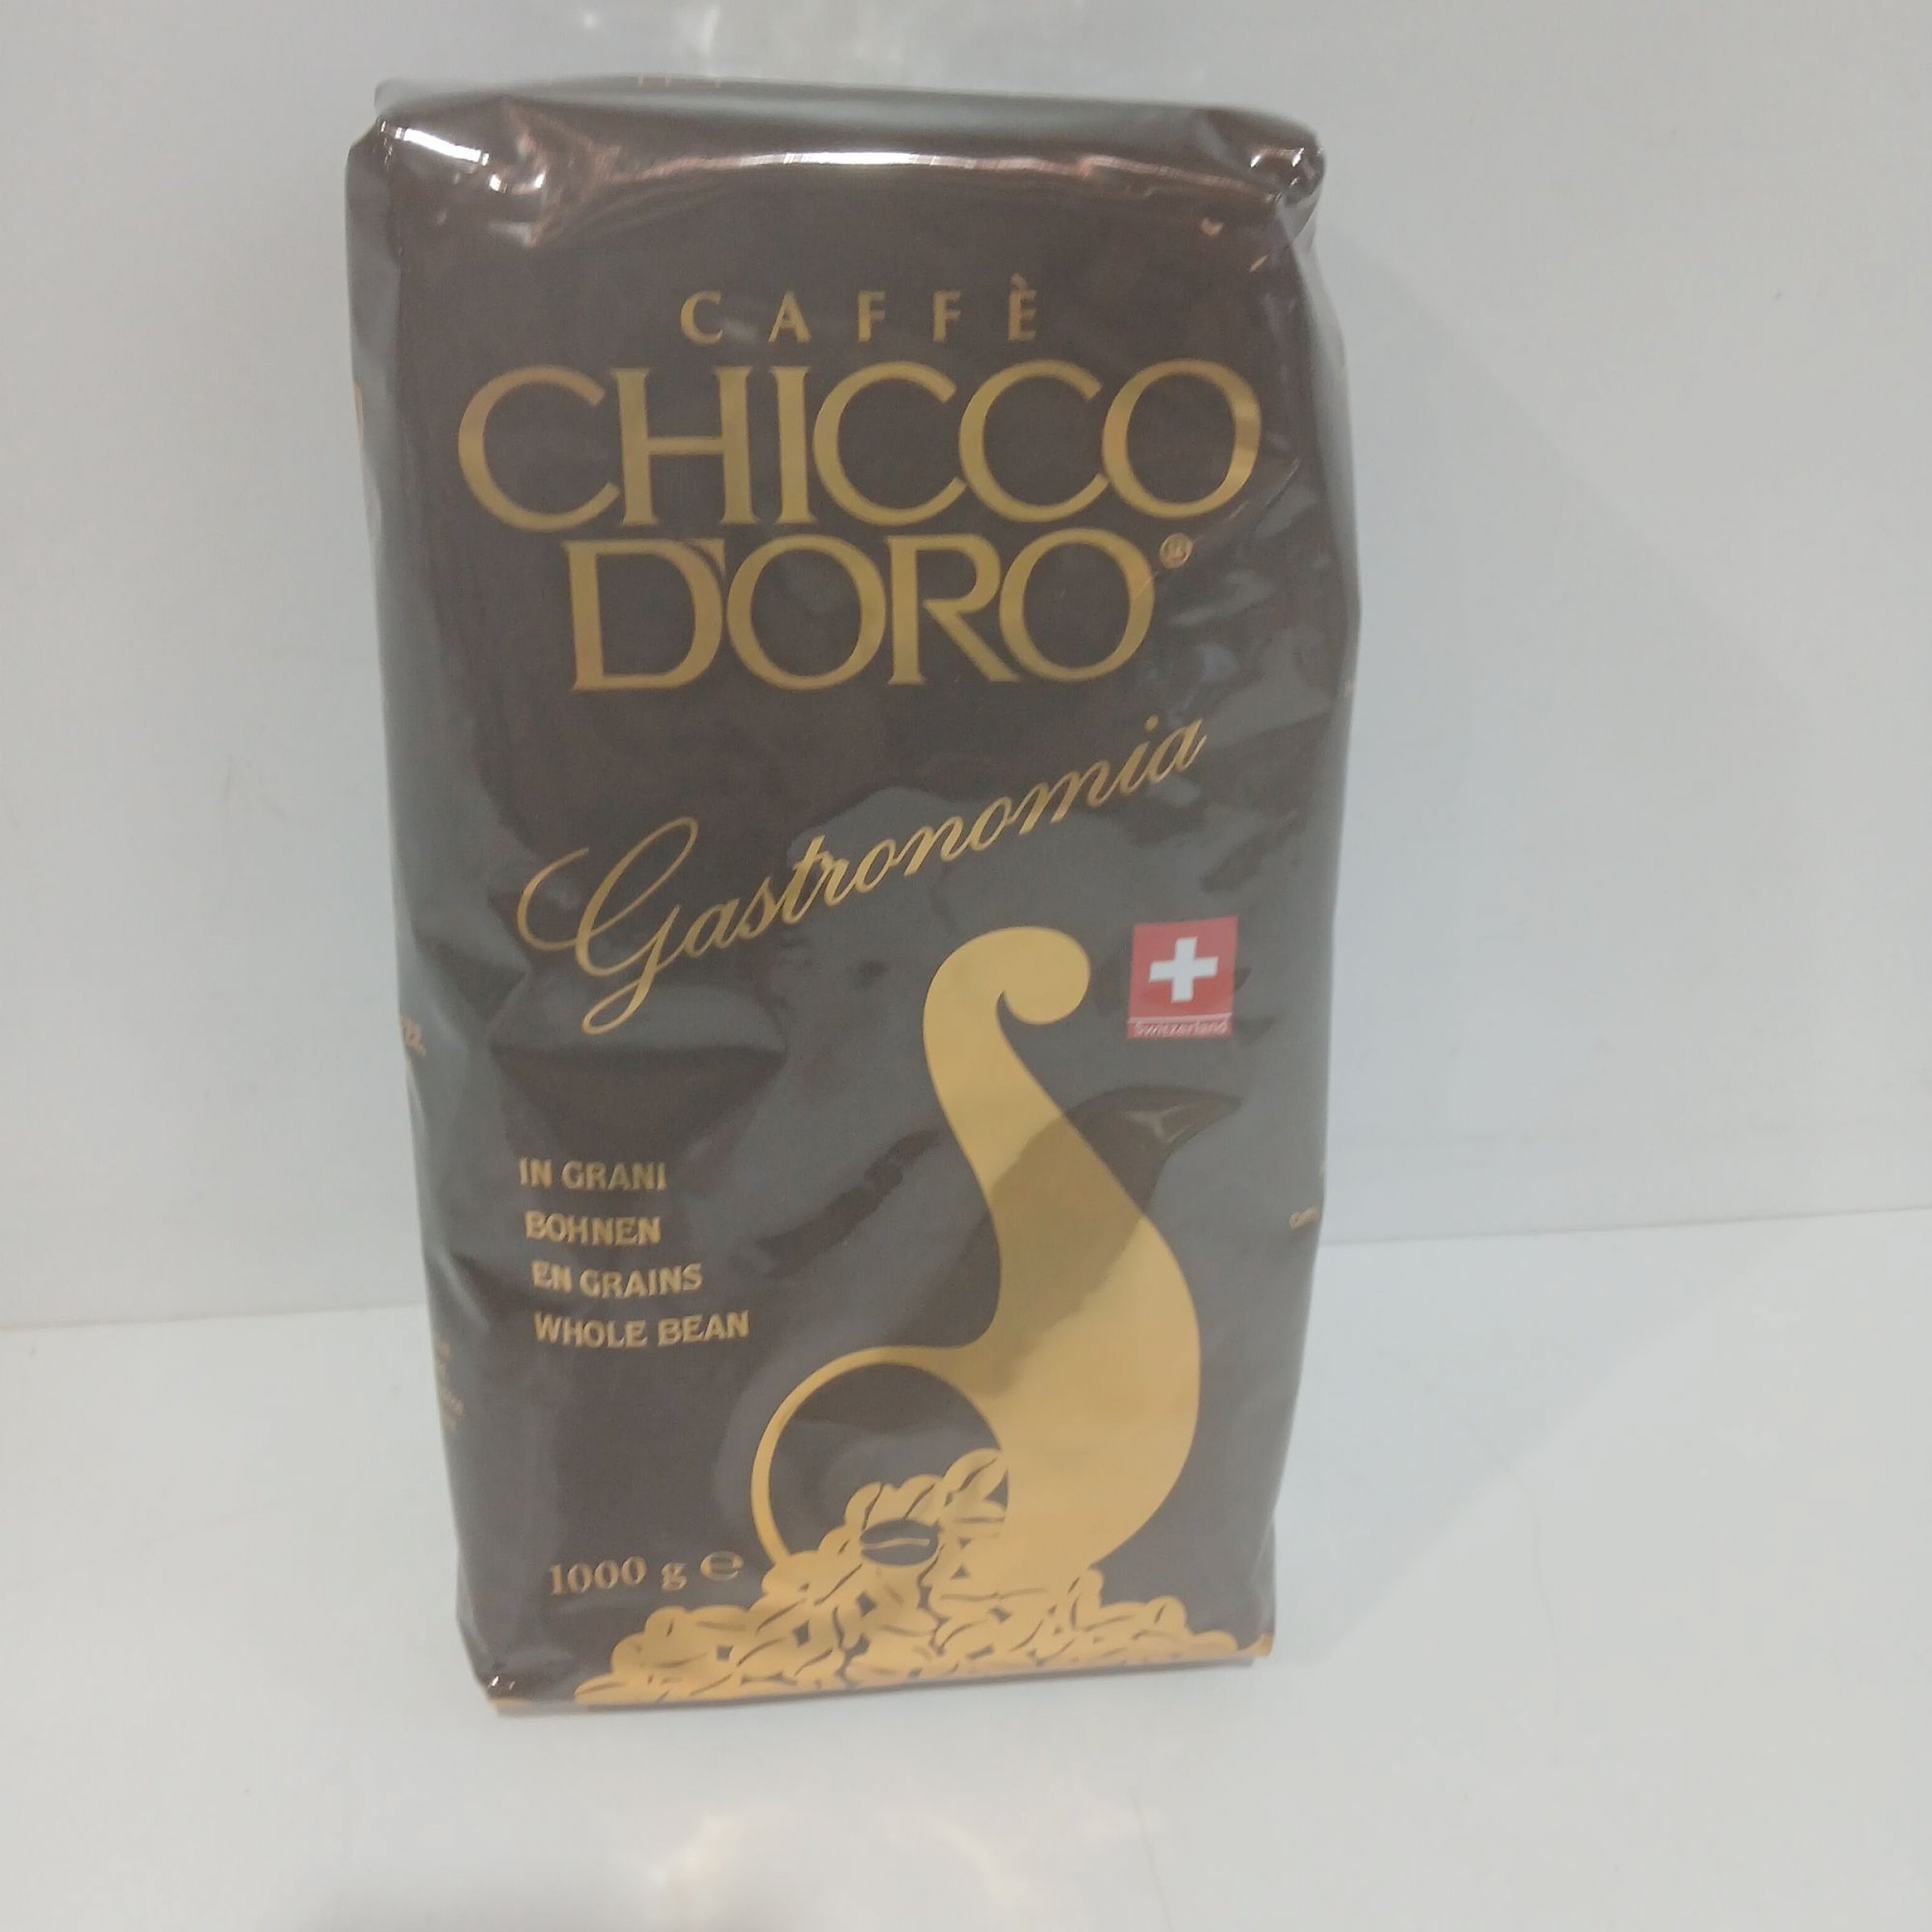 CAFFÈ
CHICCO
D'ORO®
Gastronomia
Switzerland
IN GRANI
BOHNEN
EN GRAINS
WHOLE BEAN
1000 g e